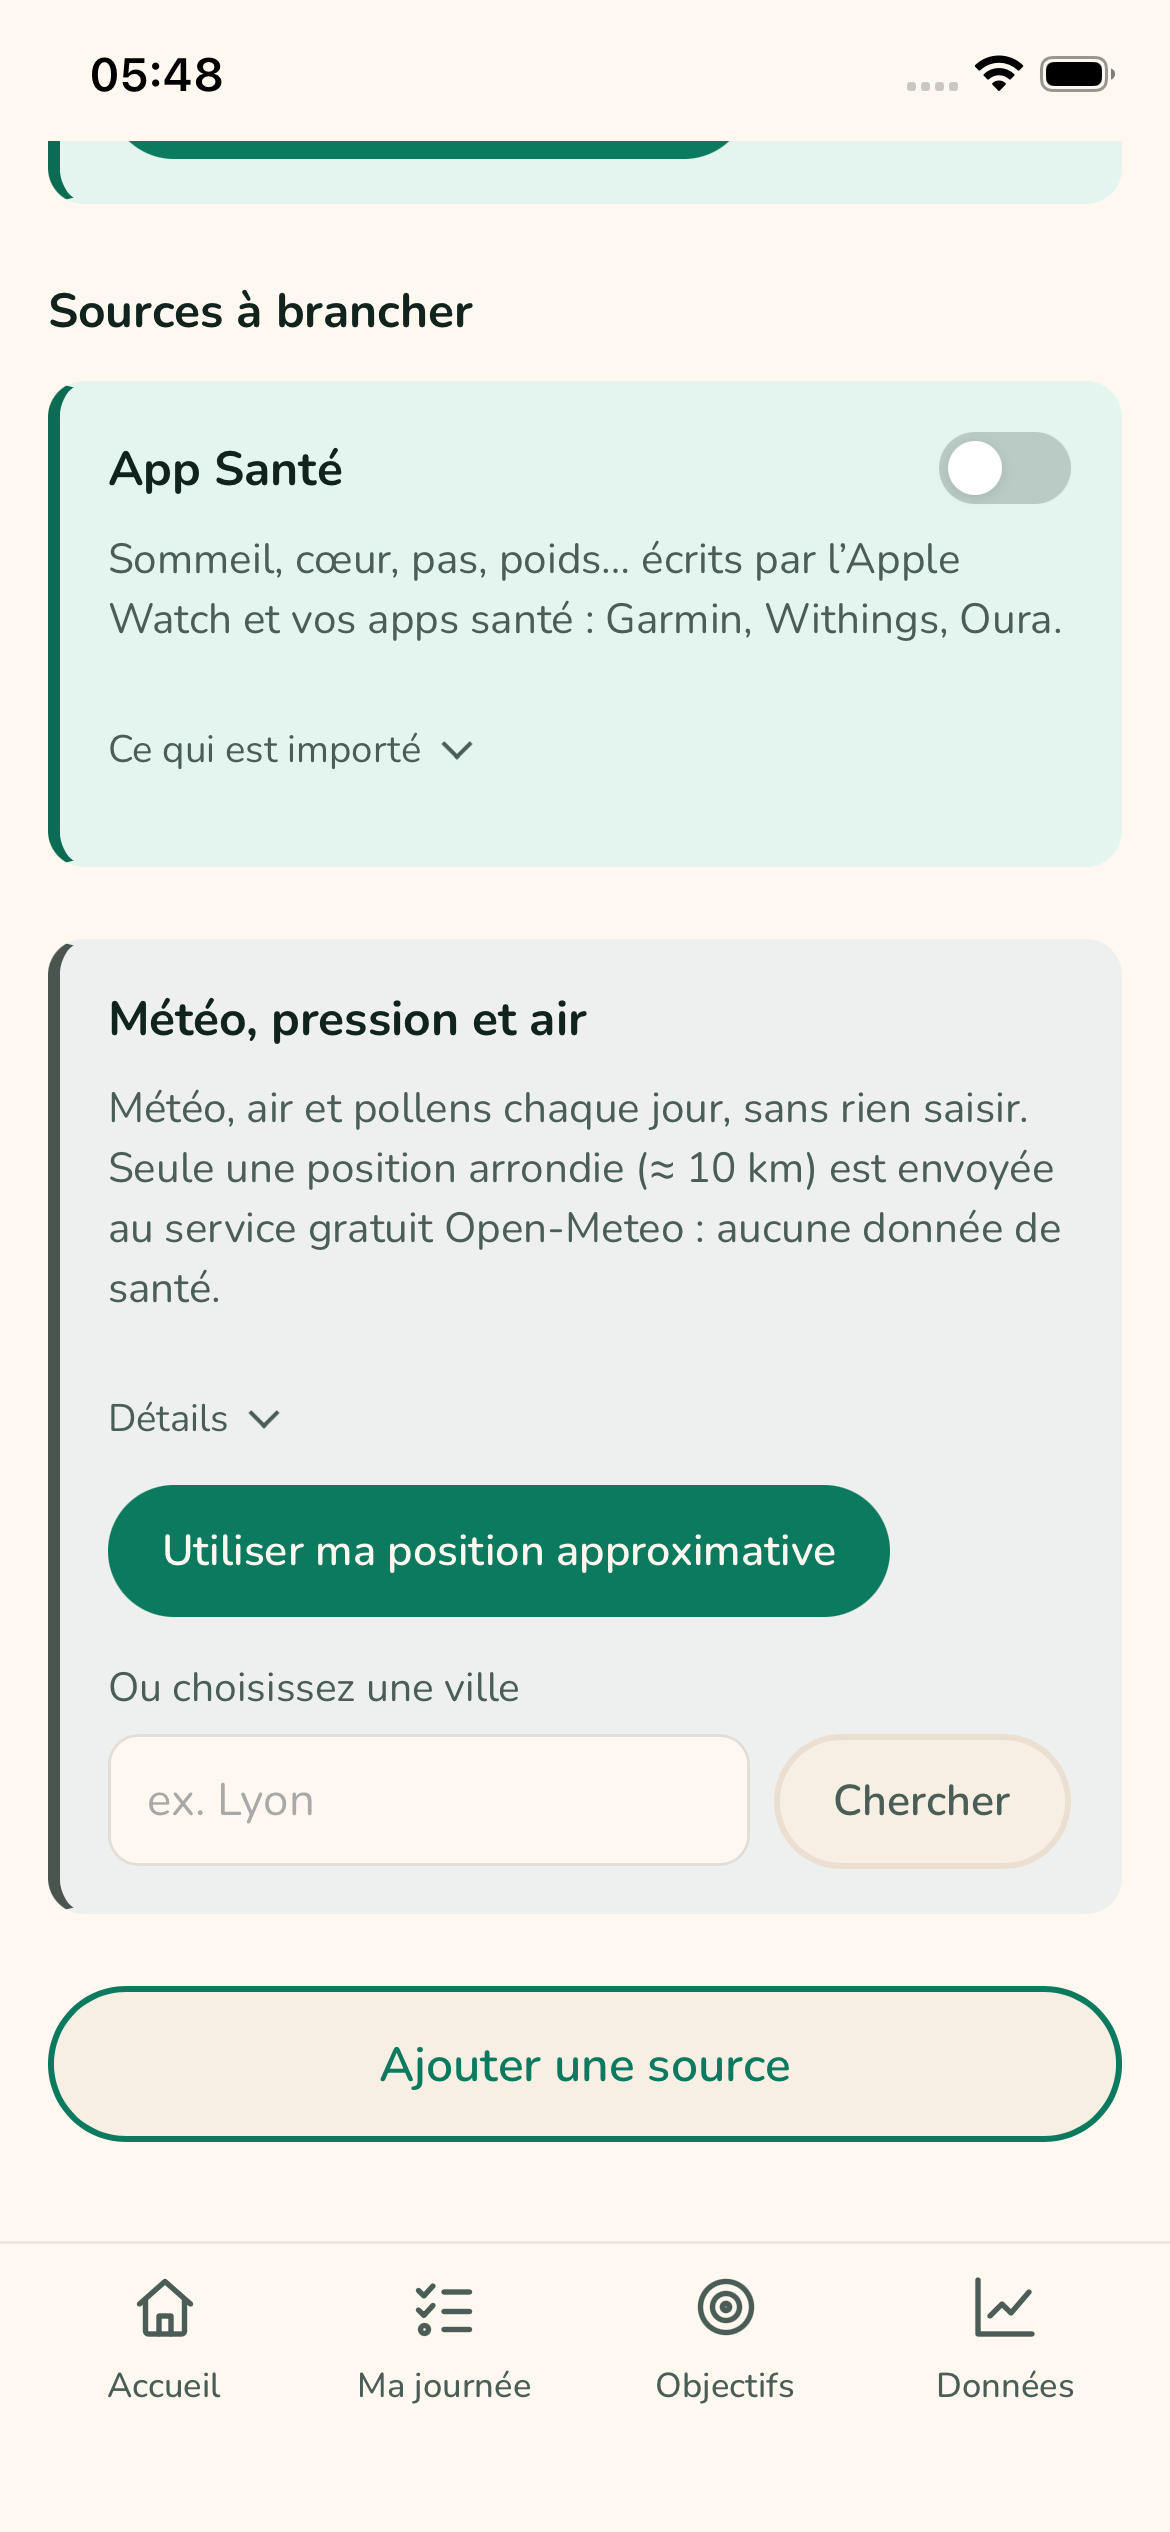 05:48
Sources à brancher
App Santé
Sommeil, cœur, pas, poids… écrits par l’Apple
Watch et vos apps santé : Garmin, Withings, Oura.
Ce qui est importé
Météo, pression et air
Météo, air et pollens chaque jour, sans rien saisir.
Seule une position arrondie (≈ 10 km) est envoyée
au service gratuit Open-Meteo : aucune donnée de
santé.
Détails
Utiliser ma position approximative
Ou choisissez une ville
ex. Lyon
Chercher
Ajouter une source
Accueil
Ma journée
Objectifs
Données